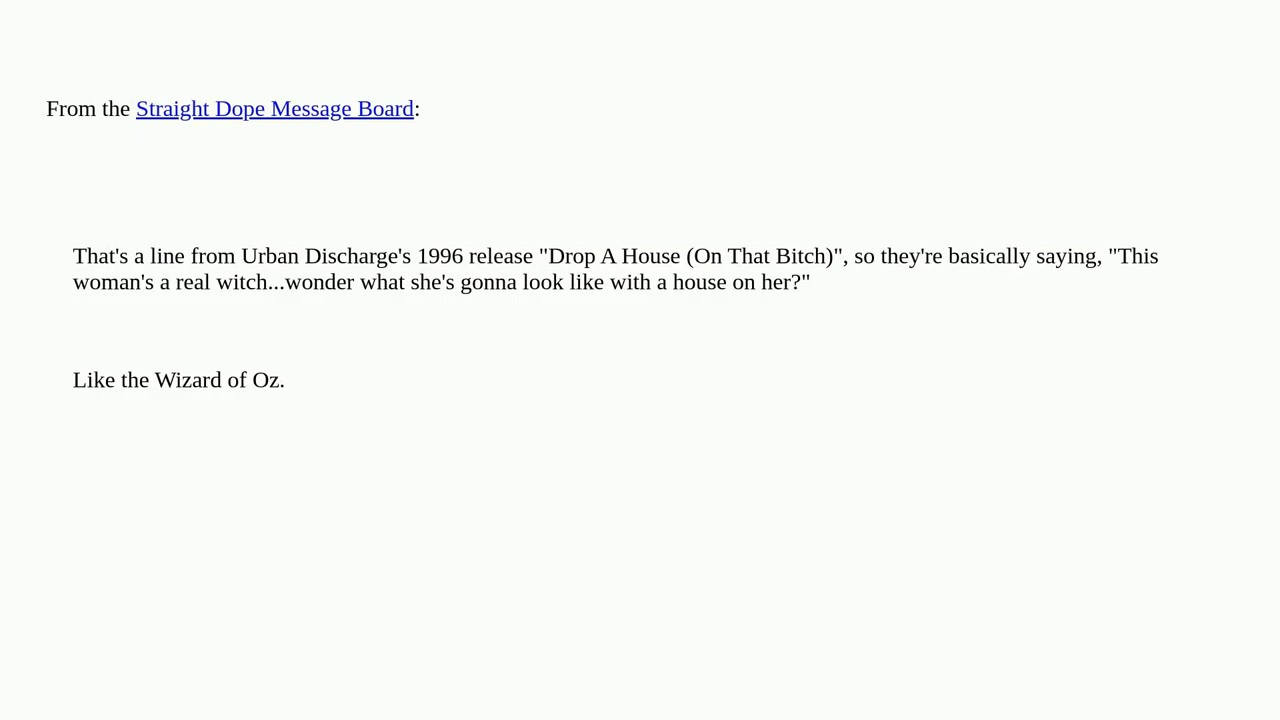 From the Straight Dope Message Board:
That's a line from Urban Discharge's 1996 release "Drop A House (On That Bitch)", so they're basically saying, "This
woman's a real witch...wonder what she's gonna look like with a house on her?"
Like the Wizard of Oz.